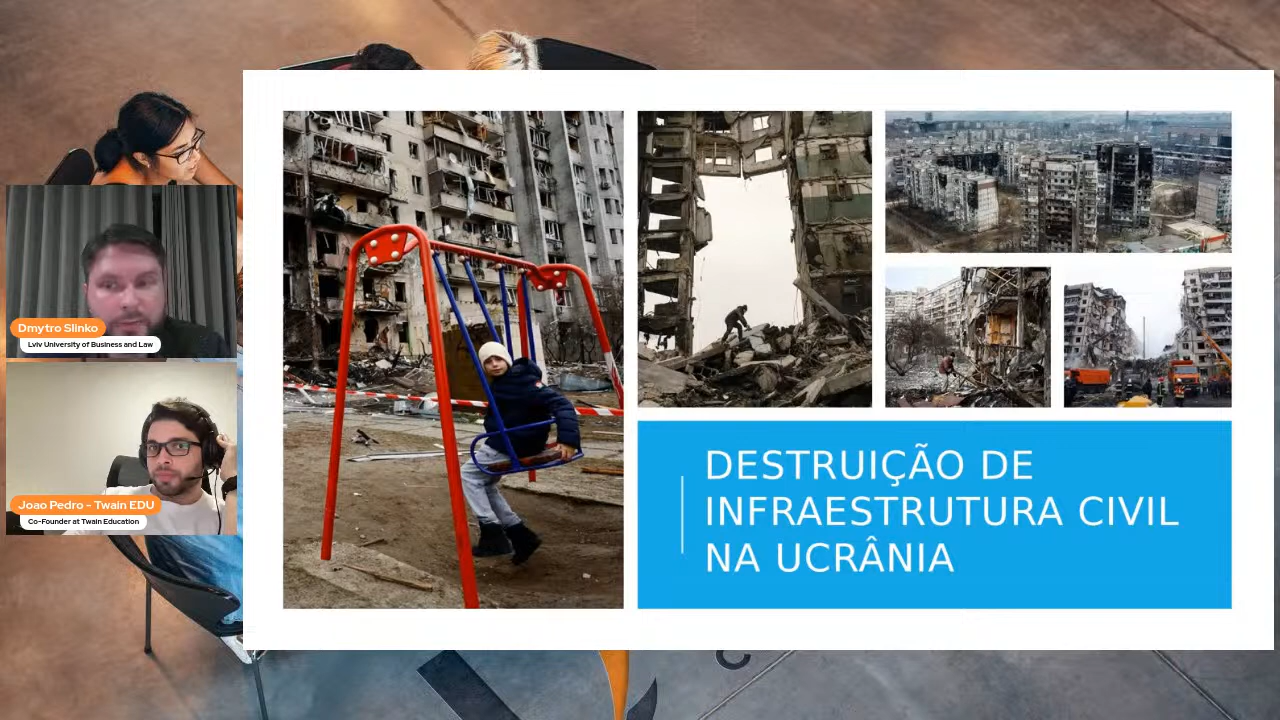 Dmytro Slinko
Lviv University of Business and Law
Joao Pedro - Twain EDU
Co-Founder at Twain Education
DESTRUIÇÃO DE
INFRAESTRUTURA CIVIL
NA UCRÂNIA